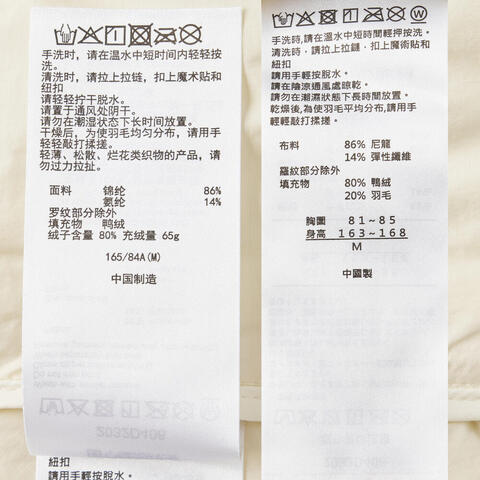 手洗时,请在温水中短时间内轻轻按
洗。
清洗时,请拉上拉链,扣上魔术贴和
纽扣
请轻轻拧干脱水。
请置于通风处阴干。
请勿在潮湿状态下长时间放置。
干燥后,为使羽毛均匀分布,请用手
轻轻敲打揉搓。
轻薄、松散、烂花类织物的产品,请
勿过力拉扯。
面料 锦纶 86%
氨纶 14%
罗纹部分除外
填充物 鸭绒
绒子含量 80% 充绒量 65g
165/84A(M)
中国制造
2032D408
纽扣
請用手輕按脫水。
手洗時,請在溫水中短時間輕押按洗。
清洗時,請拉上拉鏈,扣上魔術貼和
紐扣
請用手輕按脫水。
請在陰涼通風處晾乾。
請勿在潮濕狀態下長時間放置。
乾燥後,為使羽毛平均分布,請用手
輕輕敲打揉搓。
布料 86% 尼龍
14% 彈性纖維
羅紋部分除外
填充物 80% 鴨絨
20% 羽毛
胸圍 81~85
身高 163~168
M
中國製